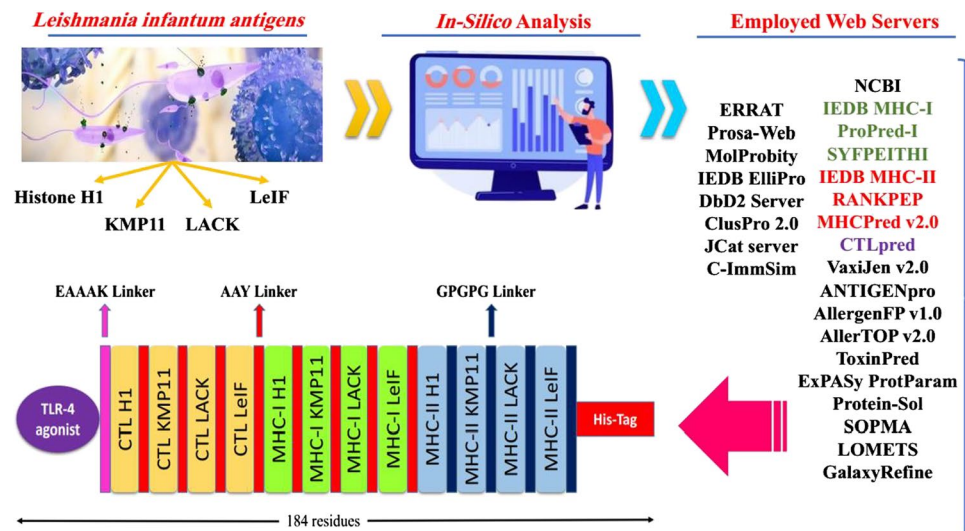 Leishmania infantum antigens
In-Silico Analysis
Employed Web Servers
Histone H1
KMP11
LACK
LeIF
ERRAT
Prosa-Web
MolProbity
IEDB ElliPro
DbD2 Server
ClusPro 2.0
JCat server
C-ImmSim
NCBI
IEDB MHC-I
ProPred-I
SYFPEITHI
IEDB MHC-II
RANKPEP
MHCPred v2.0
CTLpred
VaxiJen v2.0
ANTIGENpro
AllergenFP v1.0
AllerTOP v2.0
ToxinPred
ExPASy ProtParam
Protein-Sol
SOPMA
LOMETS
GalaxyRefine
EAAAK Linker
AAY Linker
GPGPG Linker
TLR-4
agonist
CTL H1
CTL KMP11
CTL LACK
CTL LeIF
MHC-I H1
MHC-I KMP11
MHC-I LACK
MHC-I LeIF
MHC-II H1
MHC-II KMP11
MHC-II LACK
MHC-II LeIF
His-Tag
184 residues